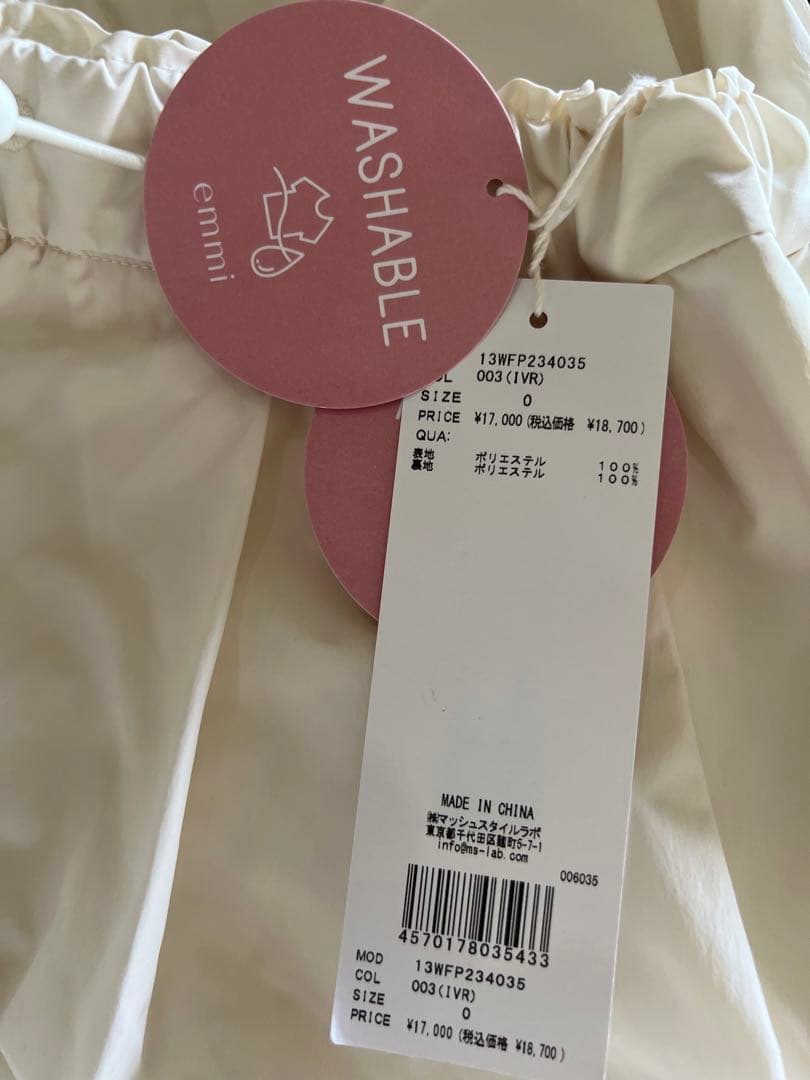 WASHABLE
emmi
13WFP234035
003(IVR)
SIZE 0
PRICE ¥17,000(税込価格 ¥18,700)
QUA:
表地 ポリエステル 100%
裏地 ポリエステル 100%
MADE IN CHINA
㈱マッシュスタイルラボ
東京都千代田区麹町5-7-1
info@ms-lab.com
006035
4570178035433
MOD 13WFP234035
COL 003(IVR)
SIZE 0
PRICE ¥17,000(税込価格 ¥18,700)